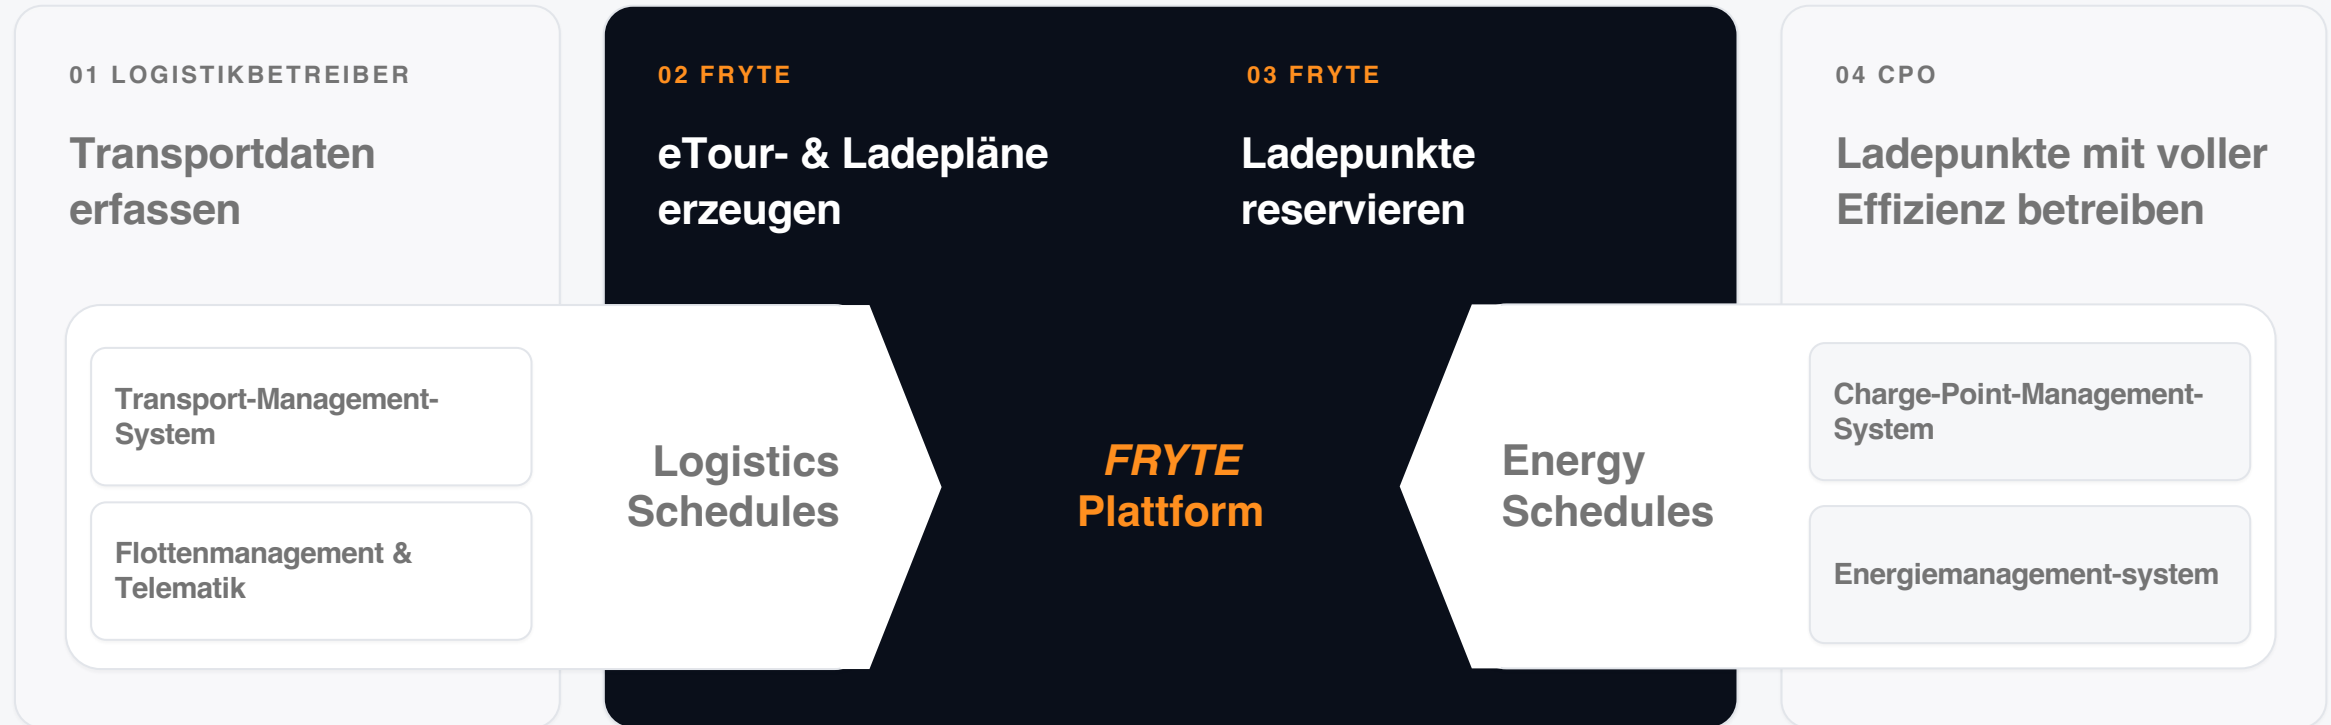 01 LOGISTIKBETREIBER
Transportdaten
erfassen
02 FRYTE
eTour- & Ladepläne
erzeugen
03 FRYTE
Ladepunkte
reservieren
04 CPO
Ladepunkte mit voller
Effizienz betreiben
Transport-Management-
System
Flottenmanagement &
Telematik
Logistics
Schedules
FRYTE
Plattform
Energy
Schedules
Charge-Point-Management-
System
Energiemanagement-system